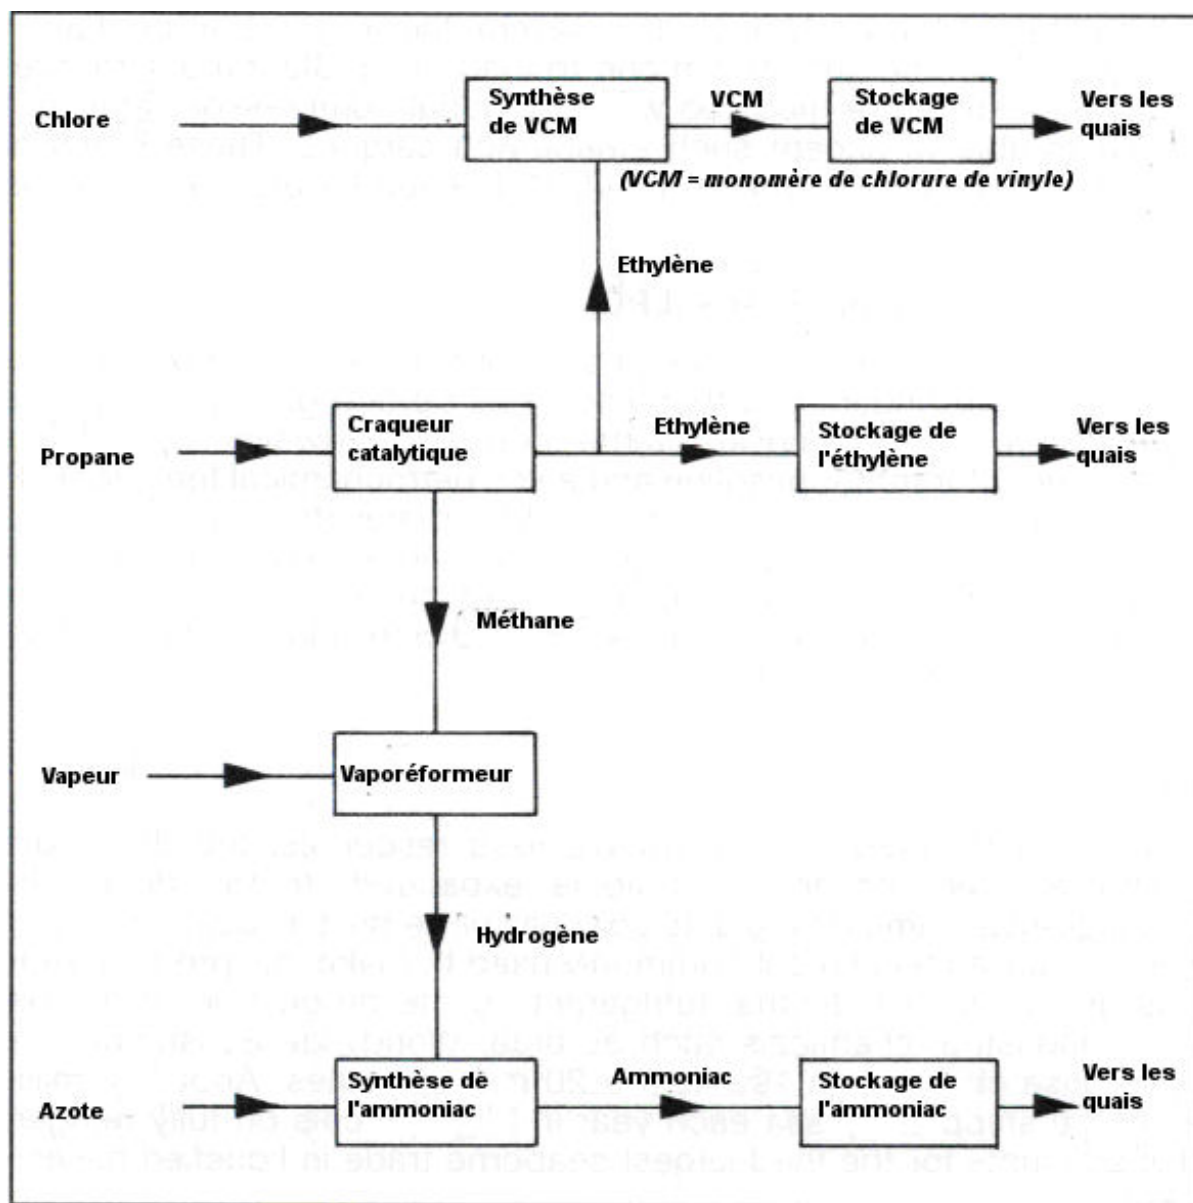 Chlore
Synthèse
de VCM
VCM
Stockage
de VCM
Vers les
quais
(VCM = monomère de chlorure de vinyle)
Ethylène
Propane
Craqueur
catalytique
Ethylène
Stockage de
l'éthylène
Vers les
quais
Méthane
Vapeur
Vaporéformeur
Hydrogène
Azote
Synthèse de
l'ammoniac
Ammoniac
Stockage de
l'ammoniac
Vers les
quais